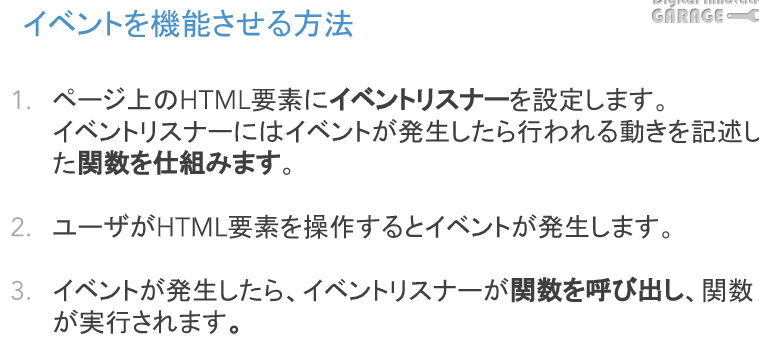 イベントを機能させる方法
GARAGE
1. ページ上のHTML要素にイベントリスナーを設定します。
イベントリスナーにはイベントが発生したら行われる動きを記述し
た関数を仕組みます。
2. ユーザがHTML要素を操作するとイベントが発生します。
3. イベントが発生したら、イベントリスナーが関数を呼び出し、関数
が実行されます。